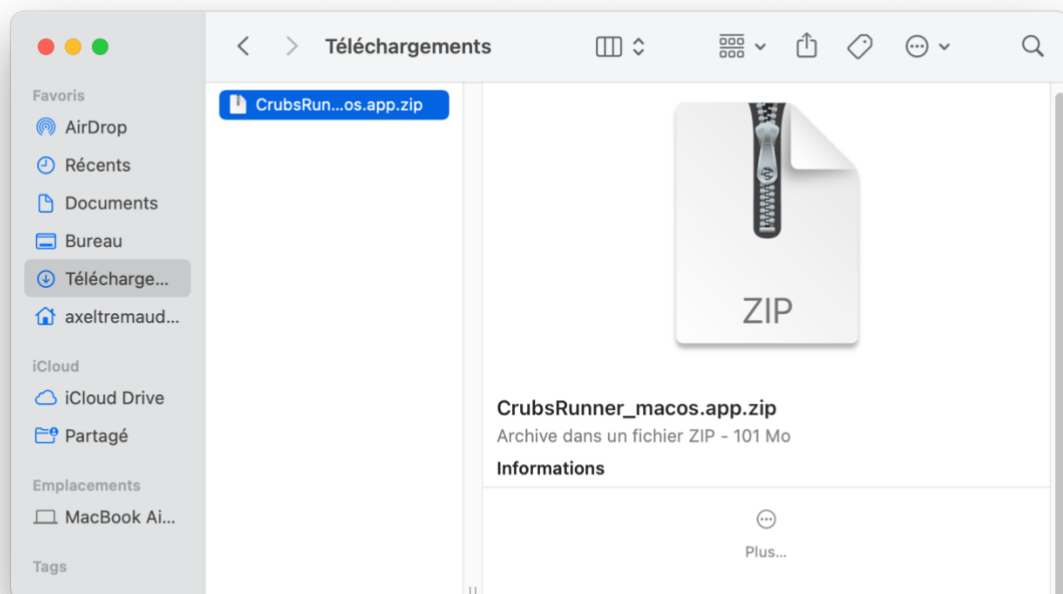 Téléchargements
Favoris
AirDrop
Récents
Documents
Bureau
Télécharge...
axeltremaud...
iCloud
iCloud Drive
Partagé
Emplacements
MacBook Ai...
Tags
CrubsRun...os.app.zip
ZIP
CrubsRunner_macos.app.zip
Archive dans un fichier ZIP - 101 Mo
Informations
Plus...